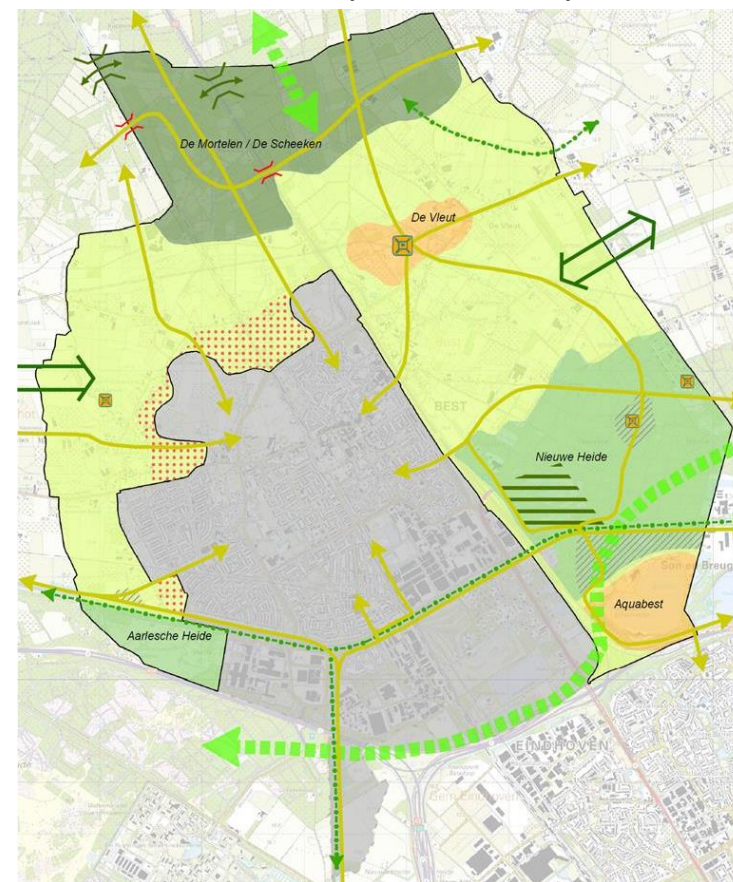 De Mortelen / De Scheeken
De Vleut
BEST
Nieuwe Heide
Aquabest
Aarlesche Heide
EINDHOVEN